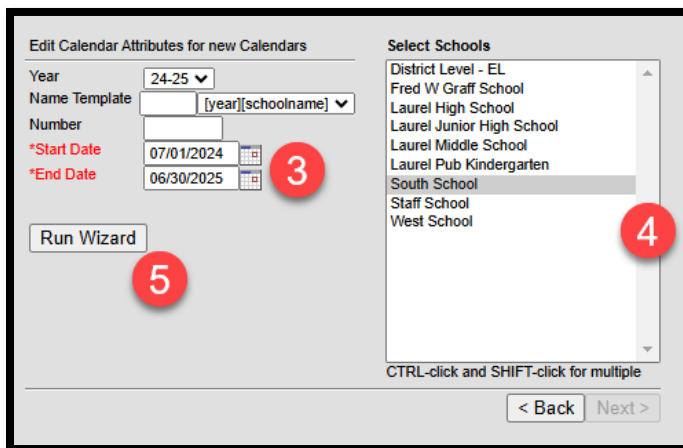 Edit Calendar Attributes for new Calendars
Year 24-25
Name Template [year][schoolname]
Number
*Start Date 07/01/2024
*End Date 06/30/2025
3
Run Wizard
5
Select Schools
District Level - EL
Fred W Graff School
Laurel High School
Laurel Junior High School
Laurel Middle School
Laurel Pub Kindergarten
South School
Staff School
West School
4
CTRL-click and SHIFT-click for multiple
< Back Next >